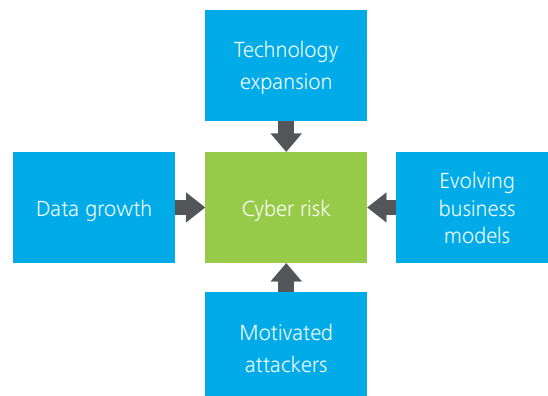 Technology
expansion
Data growth
Cyber risk
Evolving
business
models
Motivated
attackers